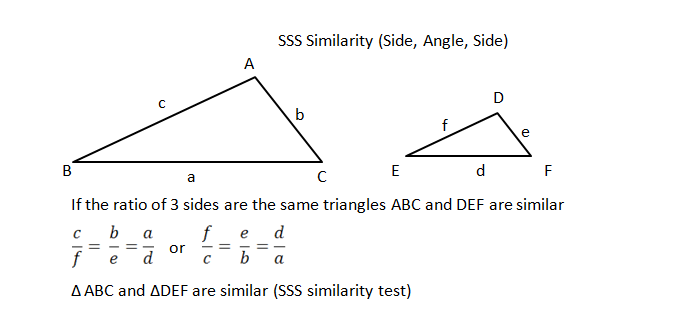 SSS Similarity (Side, Angle, Side)
A
c
b
B
a
C
D
f
e
E
d
F
If the ratio of 3 sides are the same triangles ABC and DEF are similar
c/f = b/e = a/d or f/c = e/b = d/a
Δ ABC and ΔDEF are similar (SSS similarity test)